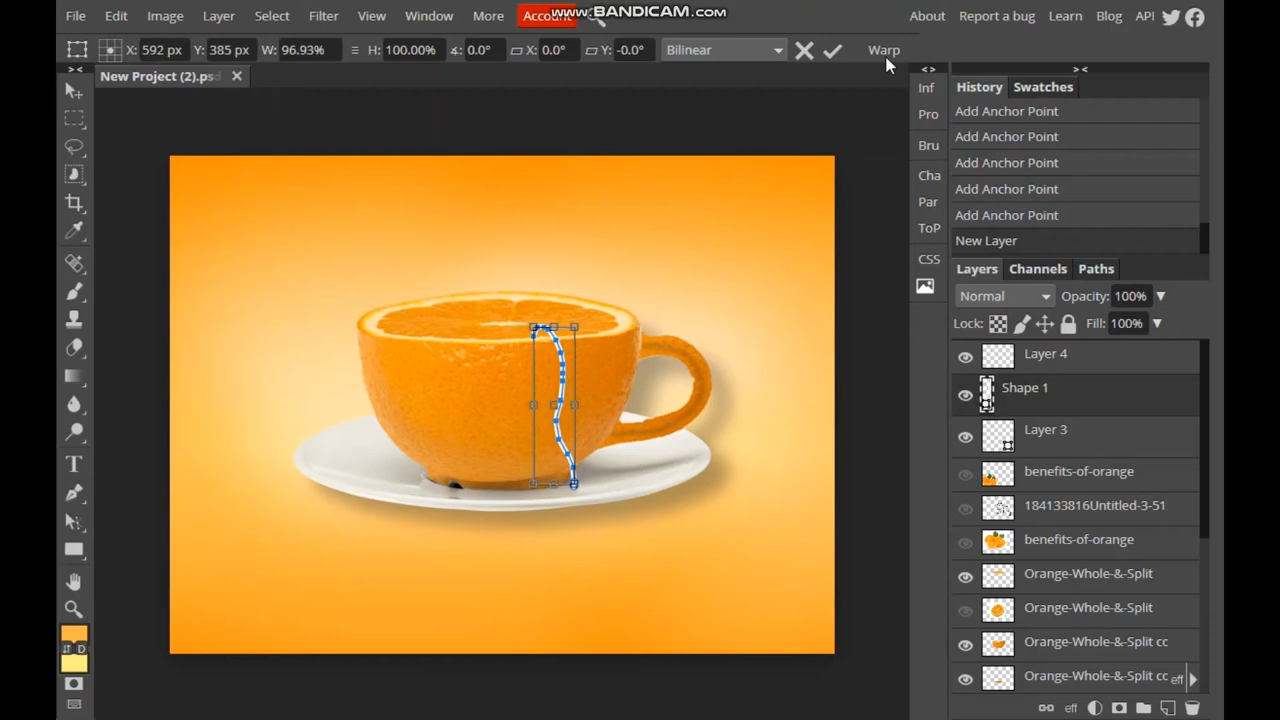 www.BANDICAM.com
File Edit Image Layer Select Filter View Window More Account About Report a bug Learn Blog API
X: 592 px Y: 385 px W: 96.93% H: 100.00% ∡: 0.0° X: 0.0° Y: -0.0° Bilinear Warp
New Project (2).psd
> < < > > <
Inf
Pro
Bru
Cha
Par
ToP
CSS
History Swatches
Add Anchor Point
Add Anchor Point
Add Anchor Point
Add Anchor Point
Add Anchor Point
New Layer
Layers Channels Paths
Normal Opacity: 100%
Lock: Fill: 100%
Layer 4
Shape 1
Layer 3
benefits-of-orange
184133816Untitled-3-51
benefits-of-orange
Orange-Whole-&-Split
Orange-Whole-&-Split
Orange-Whole-&-Split cc
Orange-Whole-&-Split cc eff
D
eff